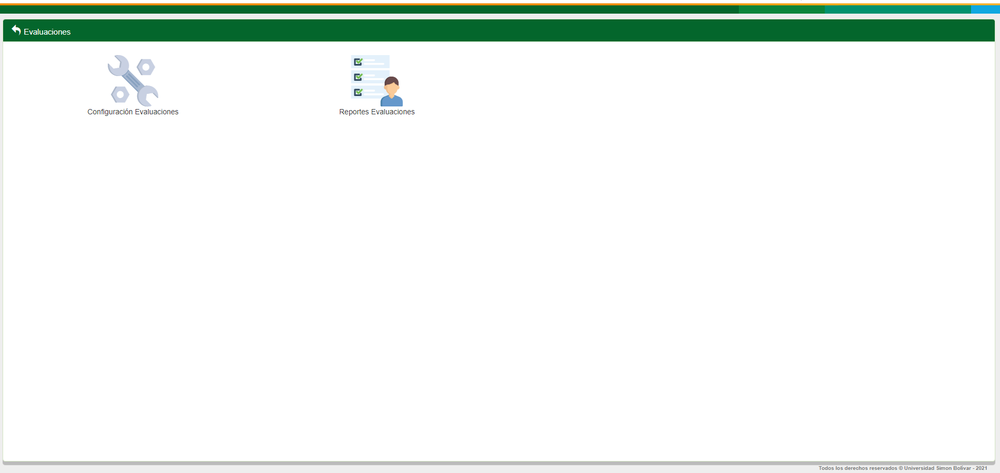 Evaluaciones
Configuración Evaluaciones
Reportes Evaluaciones
Todos los derechos reservados © Universidad Simon Bolivar - 2021